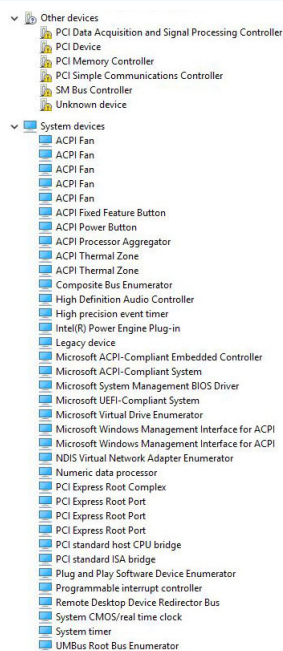 Other devices
PCI Data Acquisition and Signal Processing Controller
PCI Device
PCI Memory Controller
PCI Simple Communications Controller
SM Bus Controller
Unknown device
System devices
ACPI Fan
ACPI Fan
ACPI Fan
ACPI Fan
ACPI Fan
ACPI Fixed Feature Button
ACPI Power Button
ACPI Processor Aggregator
ACPI Thermal Zone
ACPI Thermal Zone
Composite Bus Enumerator
High Definition Audio Controller
High precision event timer
Intel(R) Power Engine Plug-in
Legacy device
Microsoft ACPI-Compliant Embedded Controller
Microsoft ACPI-Compliant System
Microsoft System Management BIOS Driver
Microsoft UEFI-Compliant System
Microsoft Virtual Drive Enumerator
Microsoft Windows Management Interface for ACPI
Microsoft Windows Management Interface for ACPI
NDIS Virtual Network Adapter Enumerator
Numeric data processor
PCI Express Root Complex
PCI Express Root Port
PCI Express Root Port
PCI Express Root Port
PCI standard host CPU bridge
PCI standard ISA bridge
Plug and Play Software Device Enumerator
Programmable interrupt controller
Remote Desktop Device Redirector Bus
System CMOS/real time clock
System timer
UMBus Root Bus Enumerator